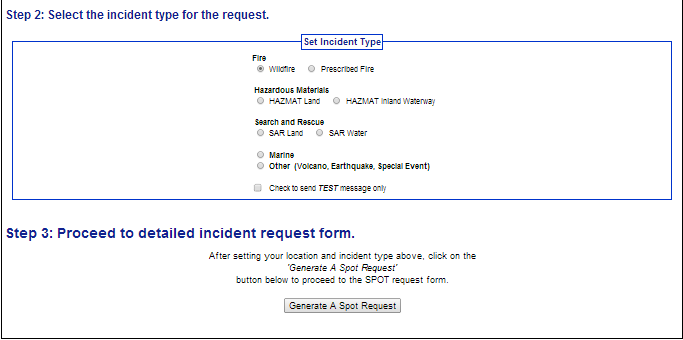 Step 2: Select the incident type for the request.
Set Incident Type
Fire
Wildfire Prescribed Fire
Hazardous Materials
HAZMAT Land HAZMAT Inland Waterway
Search and Rescue
SAR Land SAR Water
Marine
Other (Volcano, Earthquake, Special Event)
Check to send TEST message only
Step 3: Proceed to detailed incident request form.
After setting your location and incident type above, click on the
'Generate A Spot Request'
button below to proceed to the SPOT request form.
Generate A Spot Request